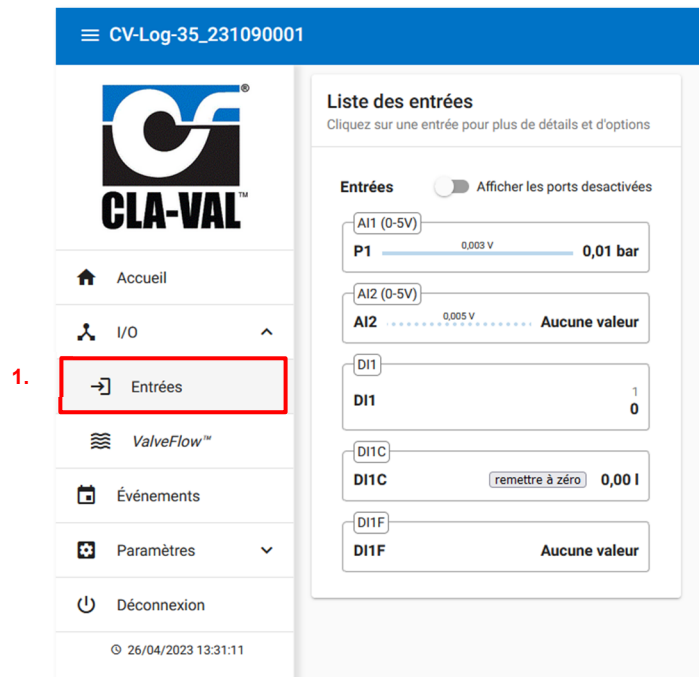 CV-Log-35_231090001
®
CLA-VAL™
Accueil
I/O
1.
Entrées
ValveFlow™
Événements
Paramètres
Déconnexion
26/04/2023 13:31:11
Liste des entrées
Cliquez sur une entrée pour plus de détails et d'options
Entrées Afficher les ports desactivées
AI1 (0-5V)
P1 0,003 V 0,01 bar
AI2 (0-5V)
AI2 0,005 V Aucune valeur
DI1
1
DI1 0
DI1C
DI1C remettre à zéro 0,00 l
DI1F
DI1F Aucune valeur